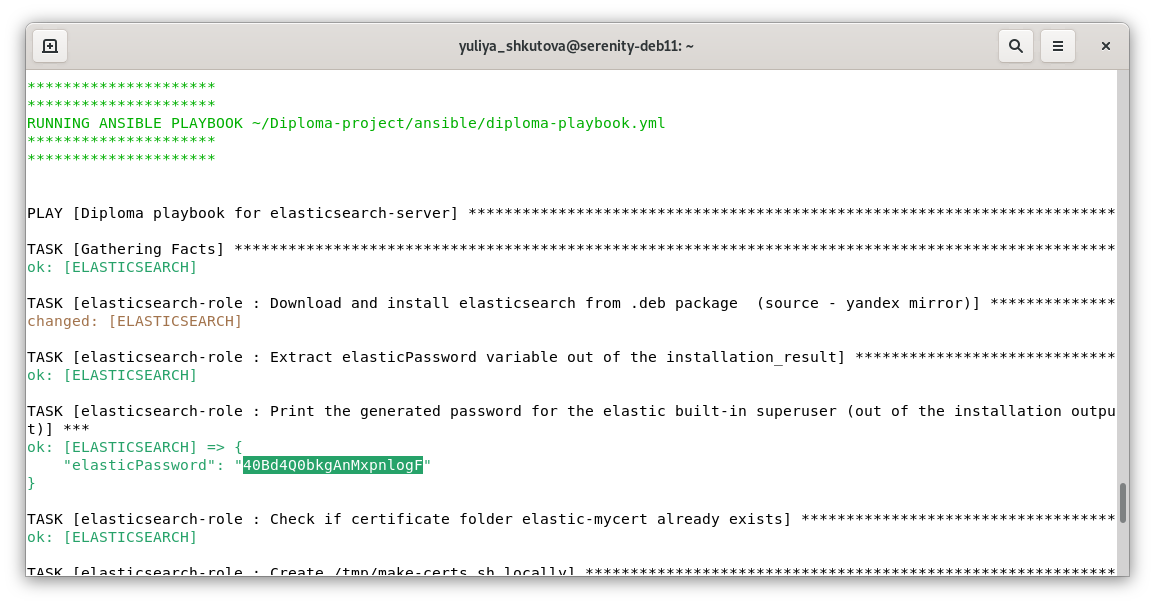 yuliya_shkutova@serenity-deb11: ~
*********************
*********************
RUNNING ANSIBLE PLAYBOOK ~/Diploma-project/ansible/diploma-playbook.yml
*********************
*********************
PLAY [Diploma playbook for elasticsearch-server] ************************************************************************
TASK [Gathering Facts] **************************************************************************************************
ok: [ELASTICSEARCH]
TASK [elasticsearch-role : Download and install elasticsearch from .deb package  (source - yandex mirror)] **************
changed: [ELASTICSEARCH]
TASK [elasticsearch-role : Extract elasticPassword variable out of the installation_result] *****************************
ok: [ELASTICSEARCH]
TASK [elasticsearch-role : Print the generated password for the elastic built-in superuser (out of the installation outpu
t)] ***
ok: [ELASTICSEARCH] => {
    "elasticPassword": "40Bd4Q0bkgAnMxpnlogF"
}
TASK [elasticsearch-role : Check if certificate folder elastic-mycert already exists] ***********************************
ok: [ELASTICSEARCH]
TASK [elasticsearch-role : Create /tmp/make-certs.sh locally] ***********************************************************